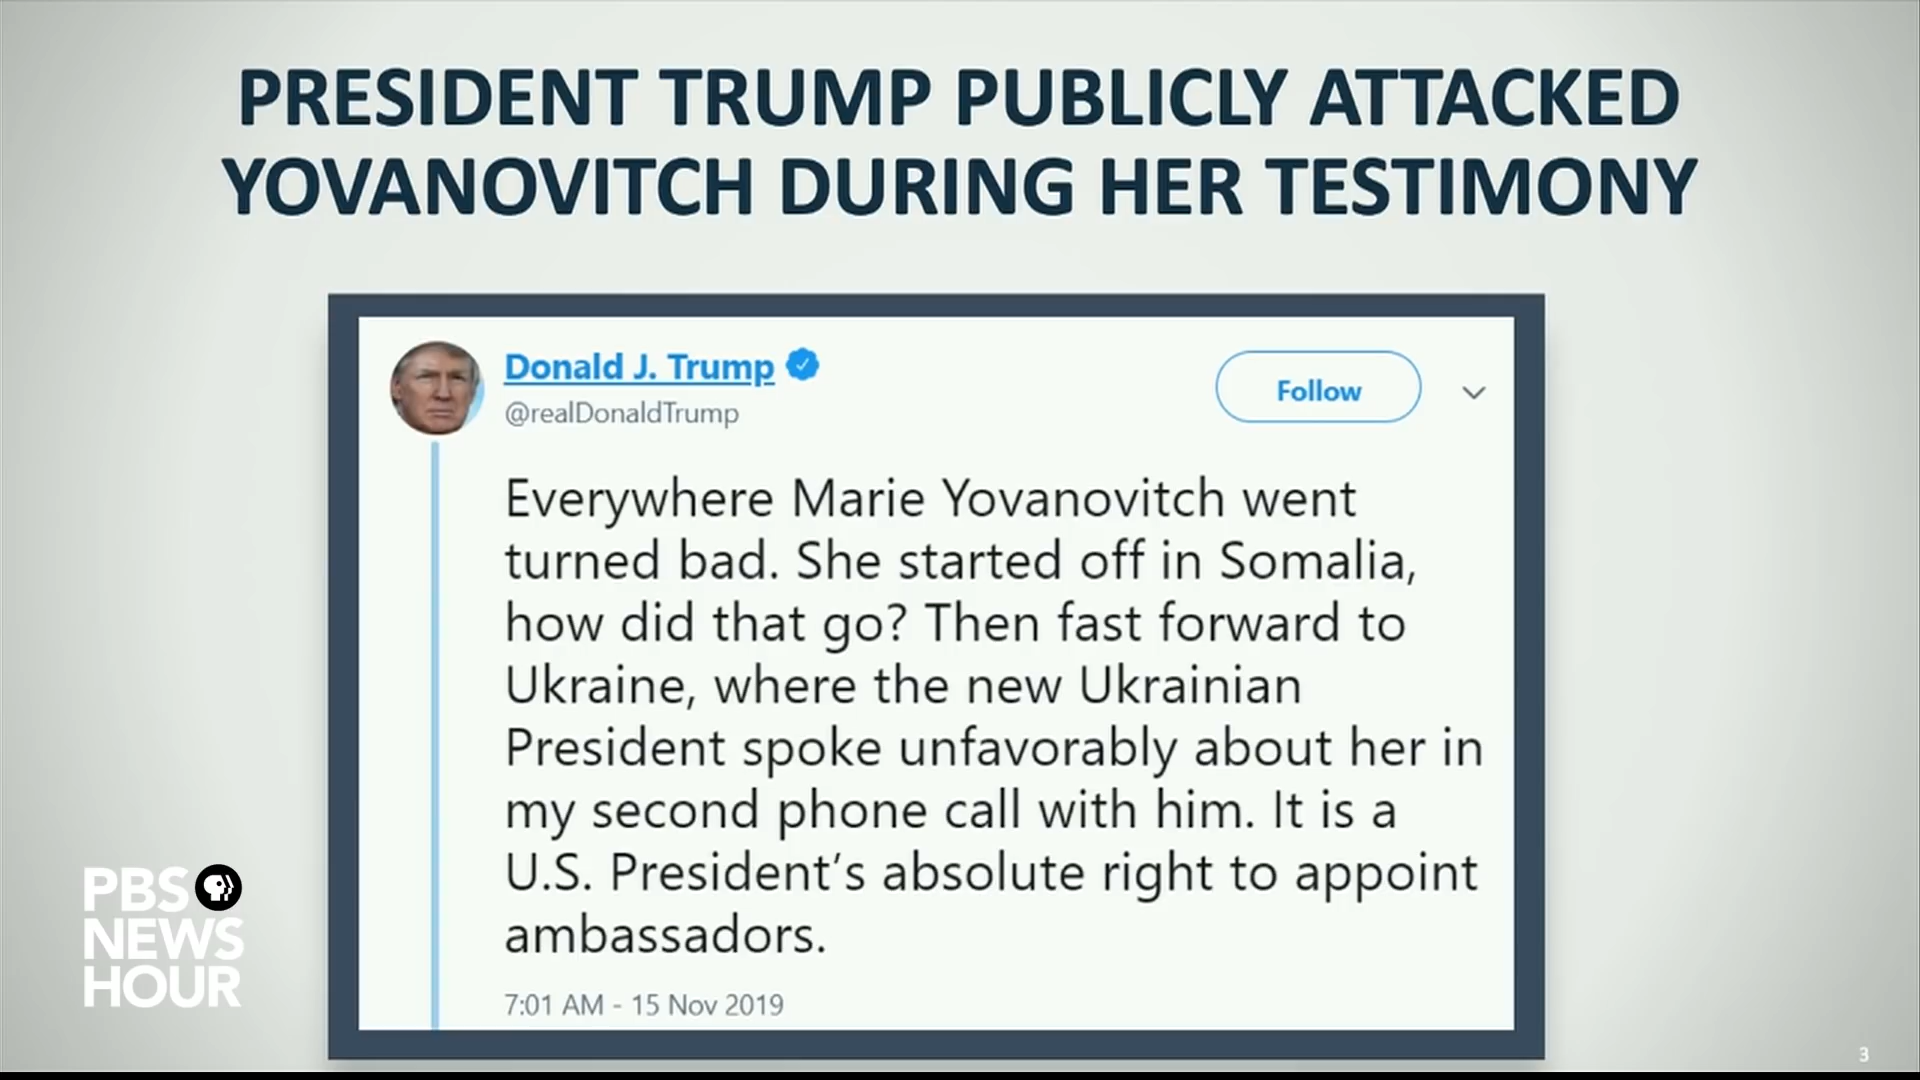 PRESIDENT TRUMP PUBLICLY ATTACKED
YOVANOVITCH DURING HER TESTIMONY
Donald J. Trump
@realDonaldTrump
Follow
Everywhere Marie Yovanovitch went
turned bad. She started off in Somalia,
how did that go? Then fast forward to
Ukraine, where the new Ukrainian
President spoke unfavorably about her in
my second phone call with him. It is a
U.S. President’s absolute right to appoint
ambassadors.
7:01 AM - 15 Nov 2019
PBS
NEWS
HOUR
3